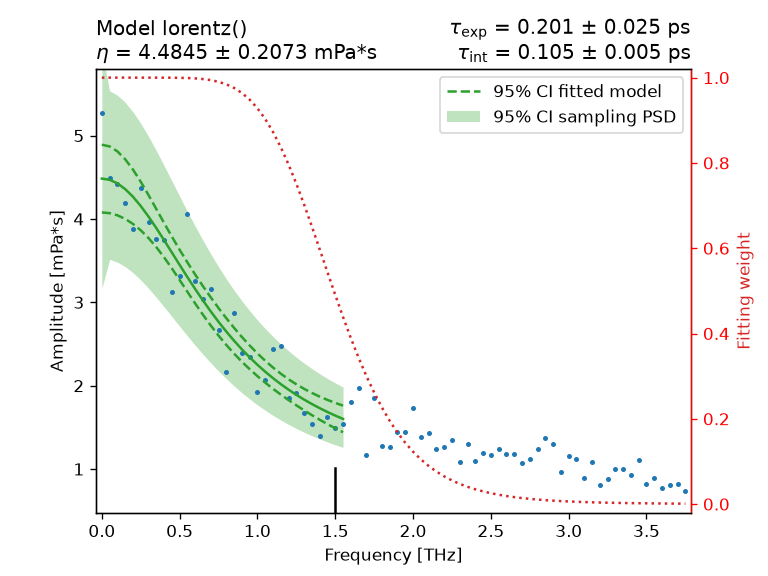 Model lorentz()
η = 4.4845 ± 0.2073 mPa*s
τexp = 0.201 ± 0.025 ps
τint = 0.105 ± 0.005 ps
95% CI fitted model
95% CI sampling PSD
Amplitude [mPa*s]
5
4
3
2
1
1.0
0.8
0.6
0.4
0.2
0.0
Fitting weight
0.0 0.5 1.0 1.5 2.0 2.5 3.0 3.5
Frequency [THz]